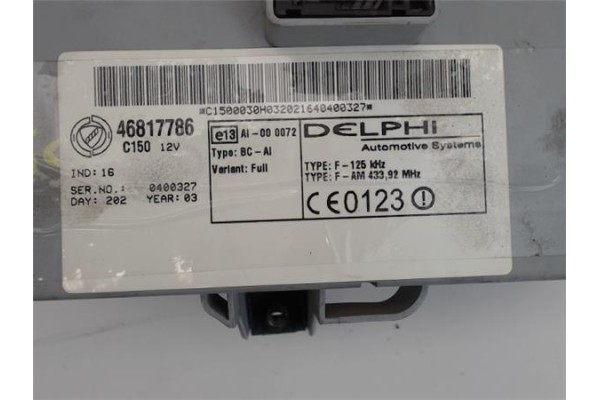 *C1500030H032021640400327*
46817786
C150 12V
IND: 16
SER.NO.: 0400327
DAY: 202 YEAR: 03
e13 AI-00 0072
Type: BC-AI
Variant: Full
DELPHI
Automotive Systems
TYPE: F-125 kHz
TYPE: F-AM 433,92 MHz
CE0123